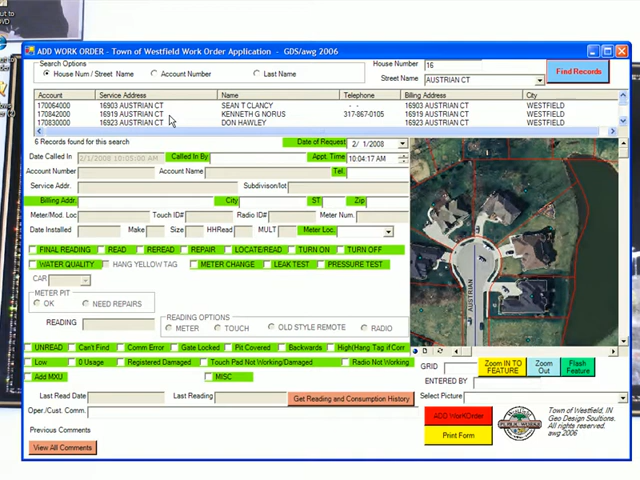 ADD WORK ORDER - Town of Westfield Work Order Application - GDS/awg 2006
Search Options
House Num / Street Name Account Number Last Name
House Number 16
Street Name AUSTRIAN CT
Find Records
Account Service Address Name Telephone Billing Address City
170064000 16903 AUSTRIAN CT SEAN T CLANCY - - 16903 AUSTRIAN CT WESTFIELD
170842000 16919 AUSTRIAN CT KENNETH G NORUS 317-867-0105 16919 AUSTRIAN CT WESTFIELD
170830000 16923 AUSTRIAN CT DON HAWLEY 16923 AUSTRIAN CT WESTFIELD
6 Records found for this search Date of Request 2/ 1/2008
Date Called In 2/1/2008 10:05:00 AM Called In By Appt. Time 10:04:17 AM
Account Number Account Name Tel.
Service Addr. Subdivision/lot
Billing Addr. City ST Zip
Meter/Mod. Loc. Touch ID# Radio ID# Meter Num.
Date Installed Make Size HHRead MULT Meter Loc.
FINAL READING READ REREAD REPAIR LOCATE/READ TURN ON TURN OFF
WATER QUALITY HANG YELLOW TAG METER CHANGE LEAK TEST PRESSURE TEST
CAR
METER PIT
OK NEED REPAIRS
READING
READING OPTIONS
METER TOUCH OLD STYLE REMOTE RADIO
UNREAD Can't Find Comm Error Gate Locked Pit Covered Backwards High(Hang Tag if Corr
Low 0 Usage Registered Damaged Touch Pad Not Working/Damaged Radio Not Working
Add MXU MISC
Last Read Date Last Reading Get Reading and Consumption History
Oper./Cust. Comm.
Previous Comments
View All Comments
AUSTRIAN
GRID
Zoom IN TO FEATURE
Zoom Out
Flash Feature
ENTERED BY
Select Picture
ADD WorKOrder
Print Form
Westfield
PUBLIC WORKS
Town of Westfield, IN
Geo Design Soultions.
All rights reserved.
awg 2006